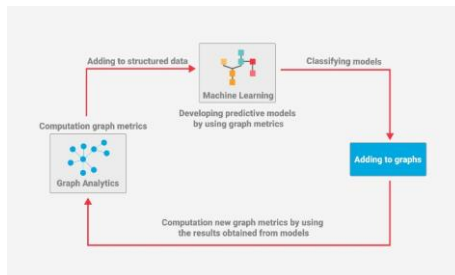 Adding to structured data
Machine Learning
Classifying models
Developing predictive models
by using graph metrics
Computation graph metrics
Graph Analytics
Adding to graphs
Computation new graph metrics by using
the results obtained from models